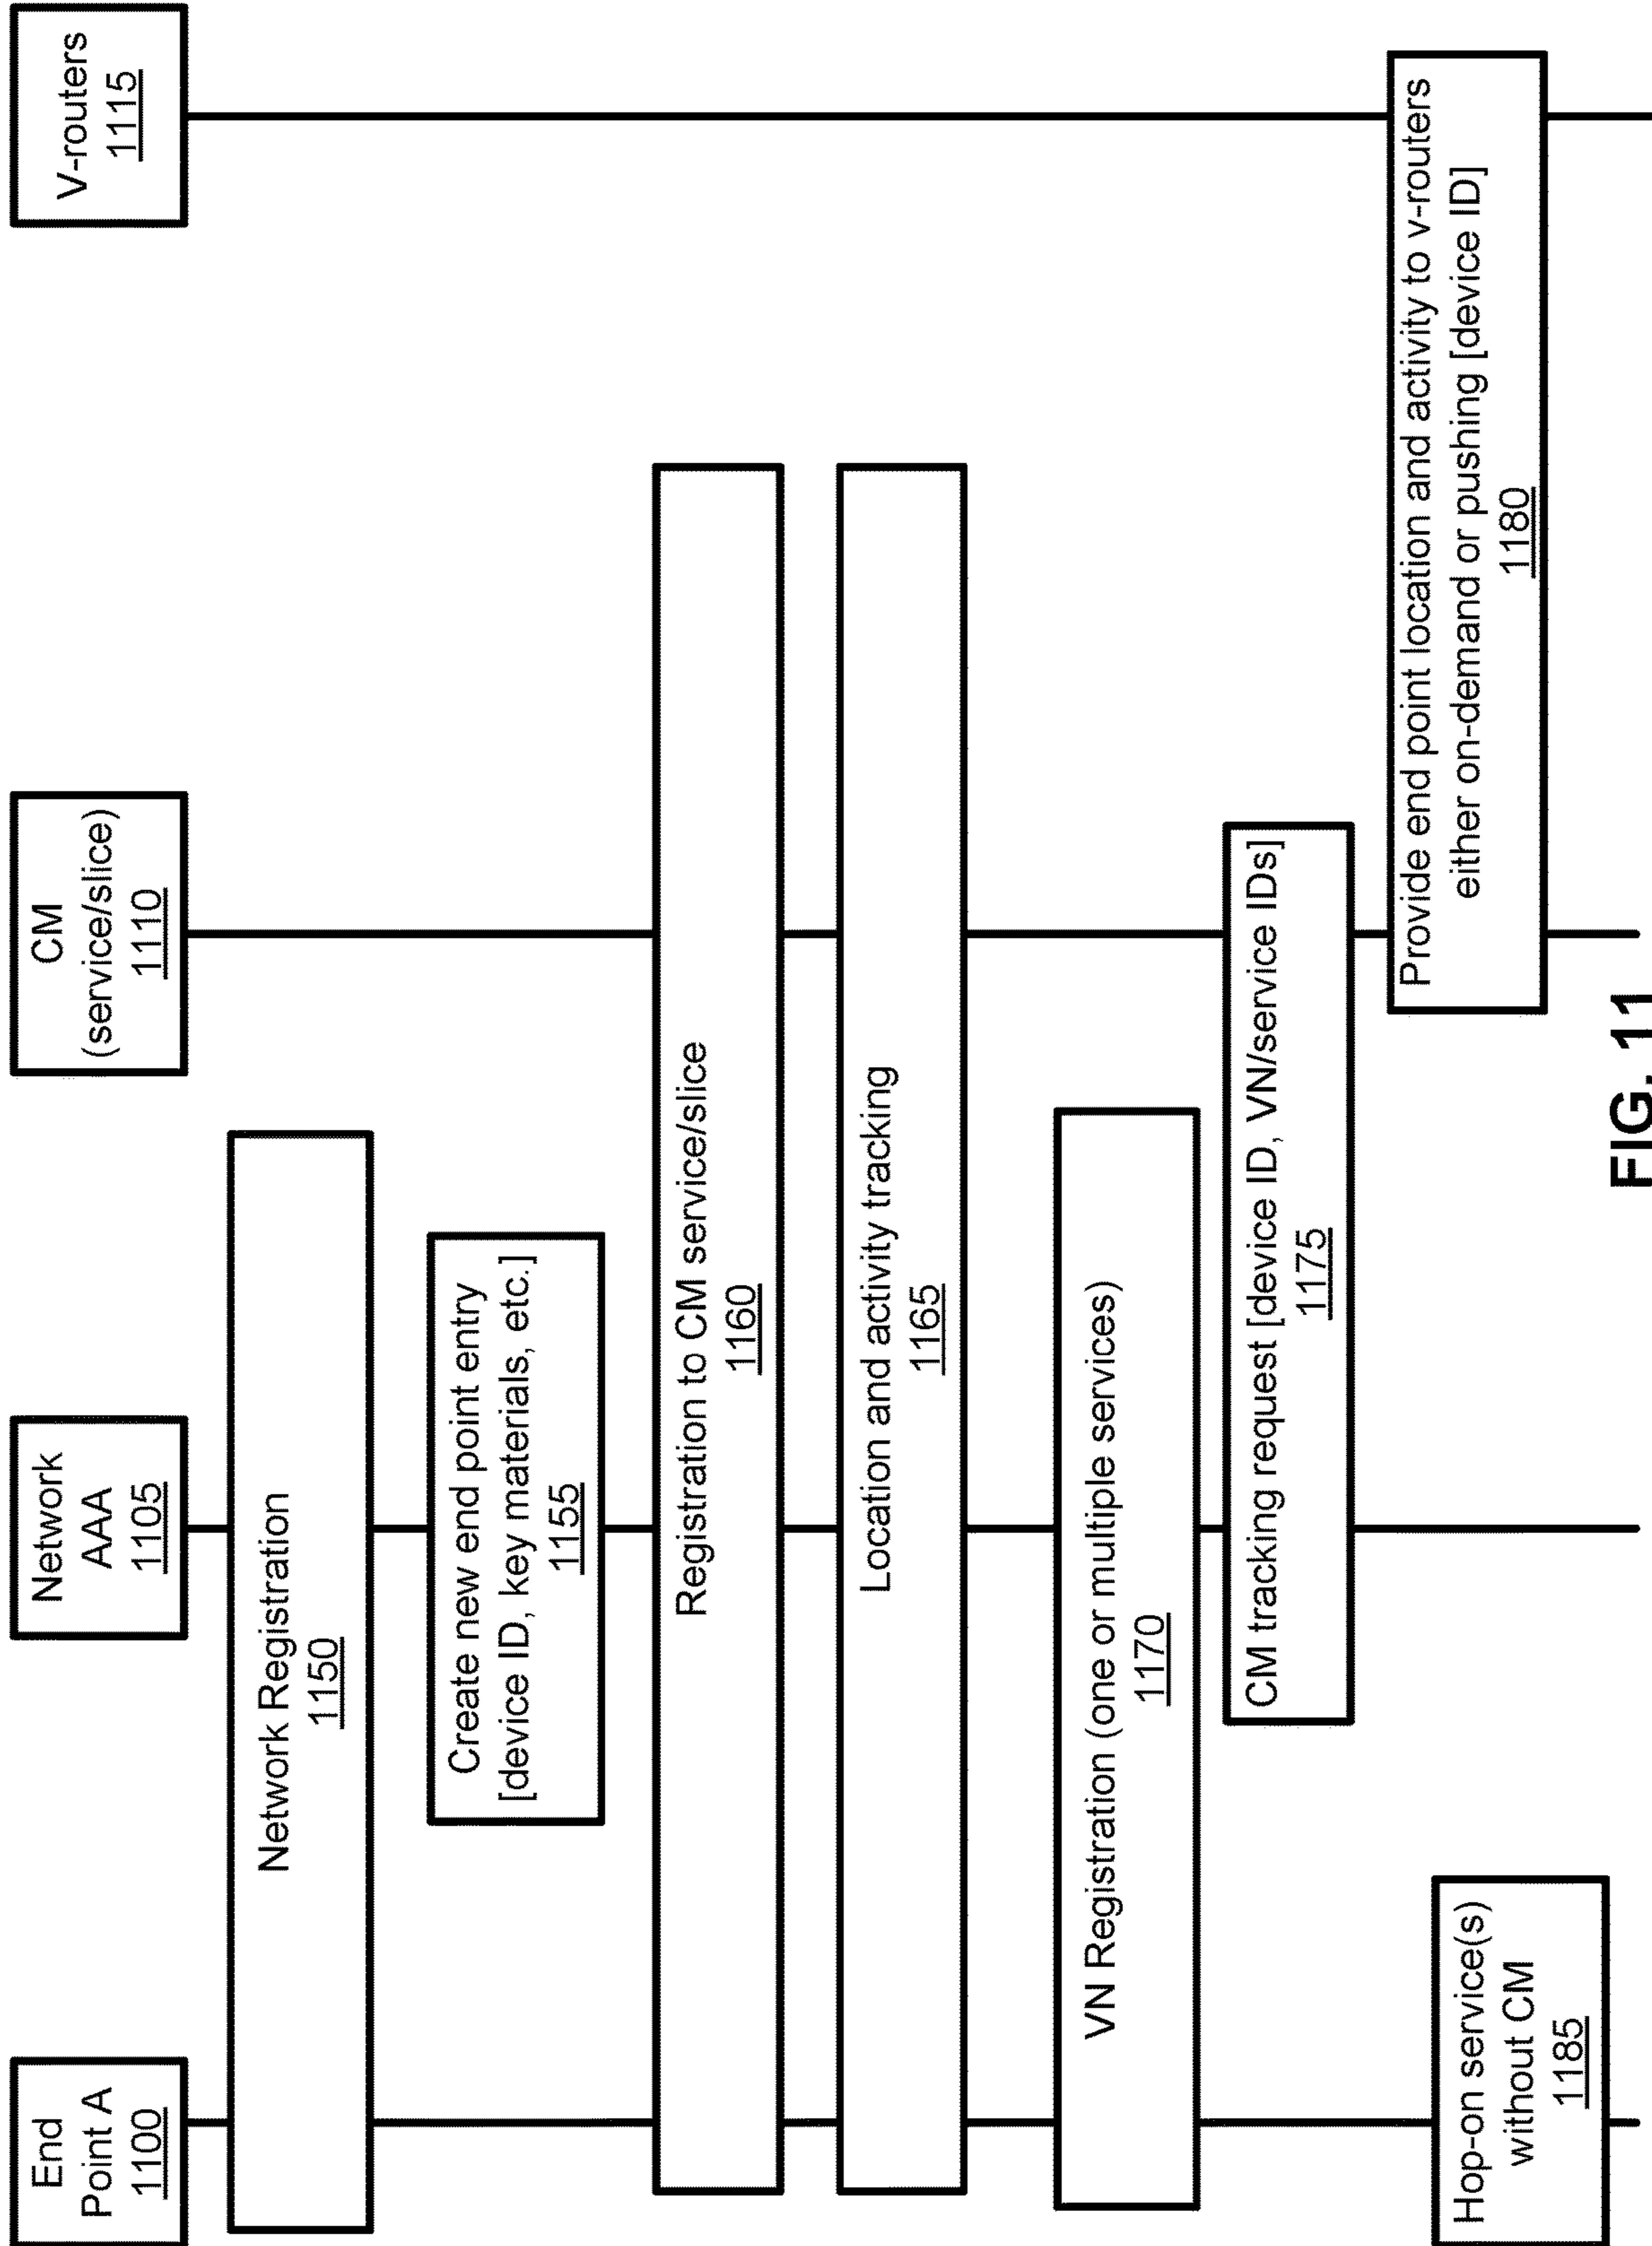 End
Point A
1100
Network
AAA
1105
CM
(service/slice)
1110
V-routers
1115
Network Registration
1150
Create new end point entry
[device ID, key materials, etc.]
1155
Registration to CM service/slice
1160
Location and activity tracking
1165
VN Registration (one or multiple services)
1170
CM tracking request [device ID, VN/service IDs]
1175
Provide end point location and activity to v-routers
either on-demand or pushing [device ID]
1180
Hop-on service(s)
without CM
1185
FIG. 11